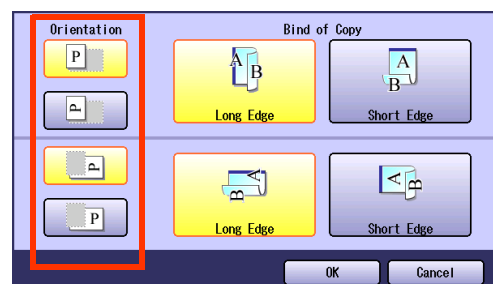 Orientation Bind of Copy
P
A B
A B
Long Edge Short Edge
P
P
A B
A B
P
Long Edge Short Edge
OK Cancel